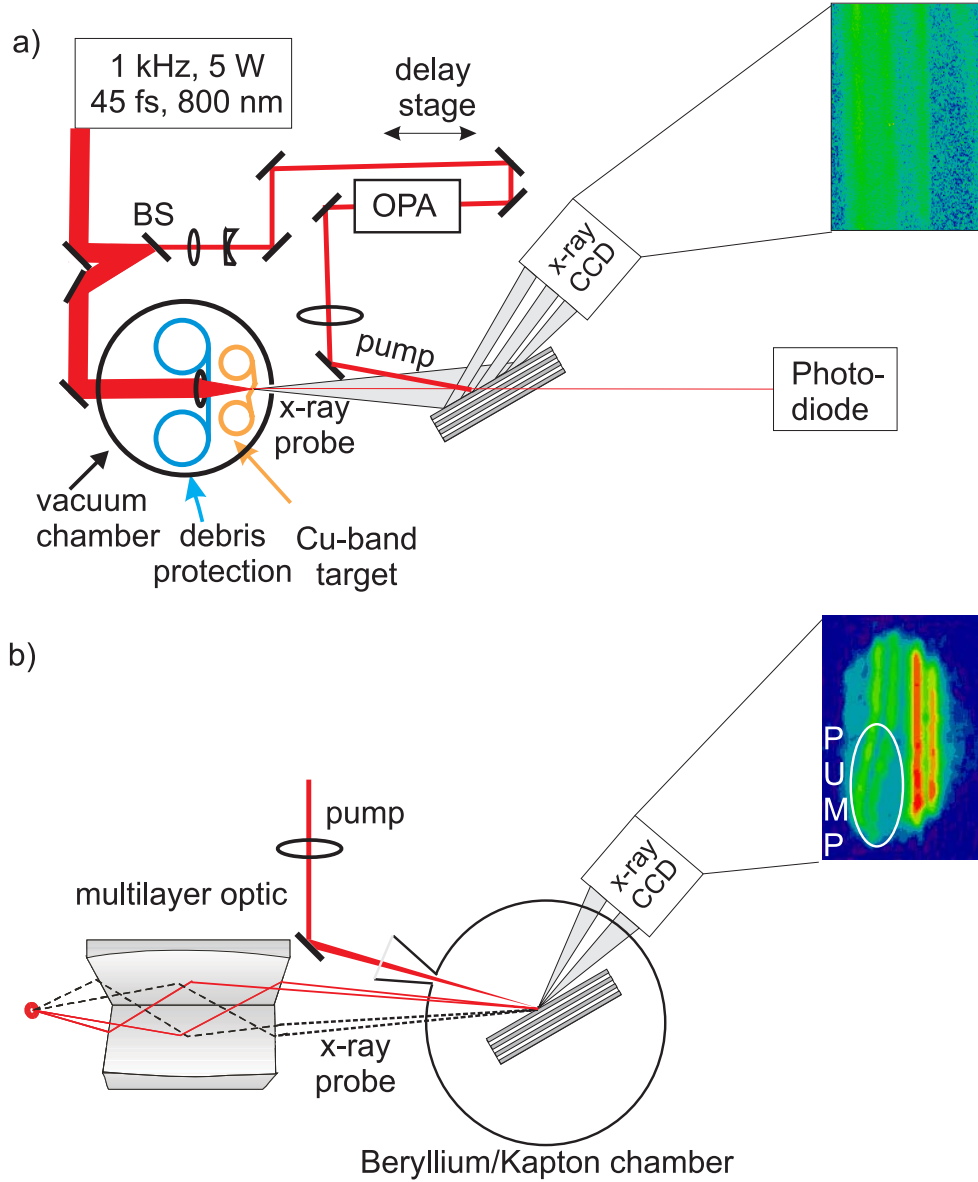 a)
1 kHz, 5 W
45 fs, 800 nm
delay
stage
BS
OPA
x-ray
CCD
pump
x-ray
probe
Photo-
diode
vacuum
chamber
debris
protection
Cu-band
target
b)
P
U
M
P
pump
x-ray
CCD
multilayer optic
x-ray
probe
Beryllium/Kapton chamber